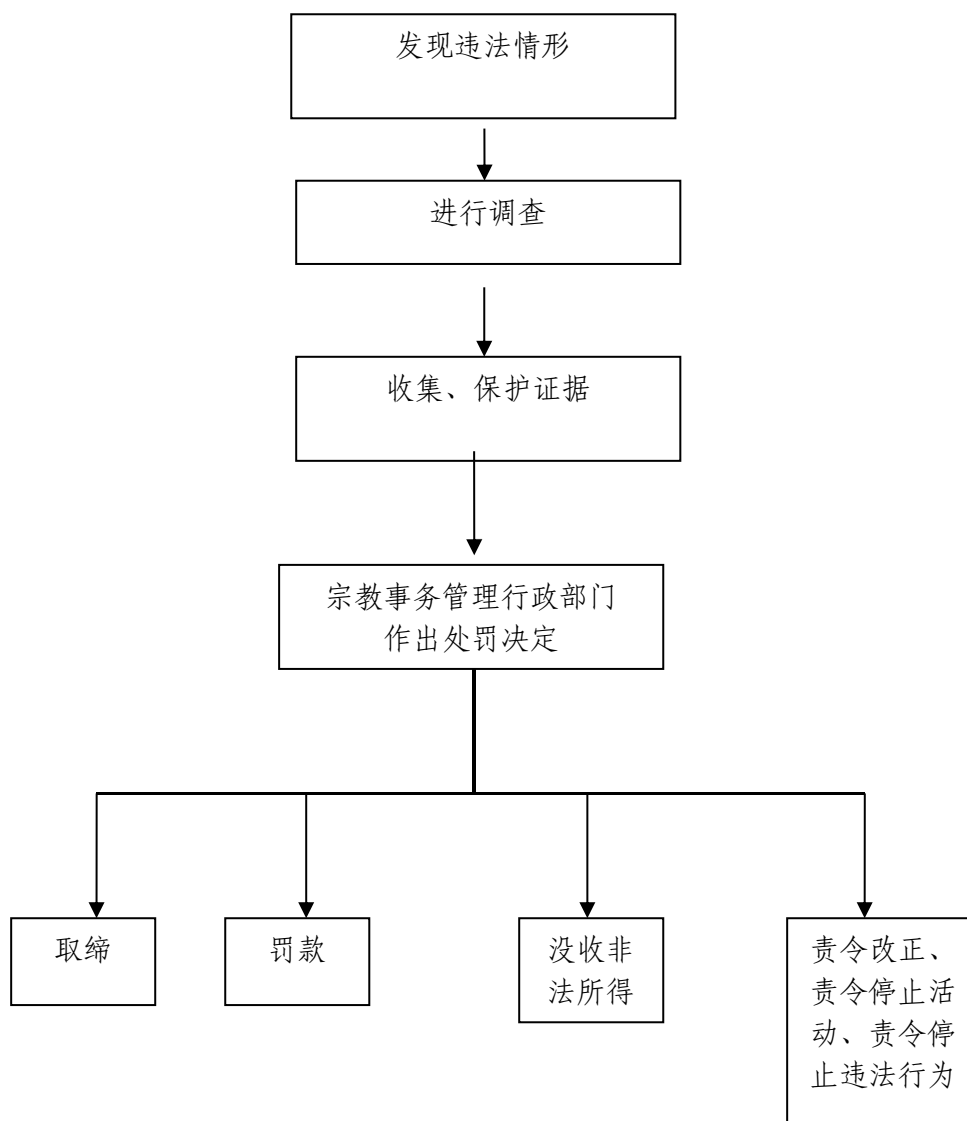 发现违法情形
进行调查
收集、保护证据
宗教事务管理行政部门
作出处罚决定
取缔
罚款
没收非
法所得
责令改正、
责令停止活
动、责令停
止违法行为